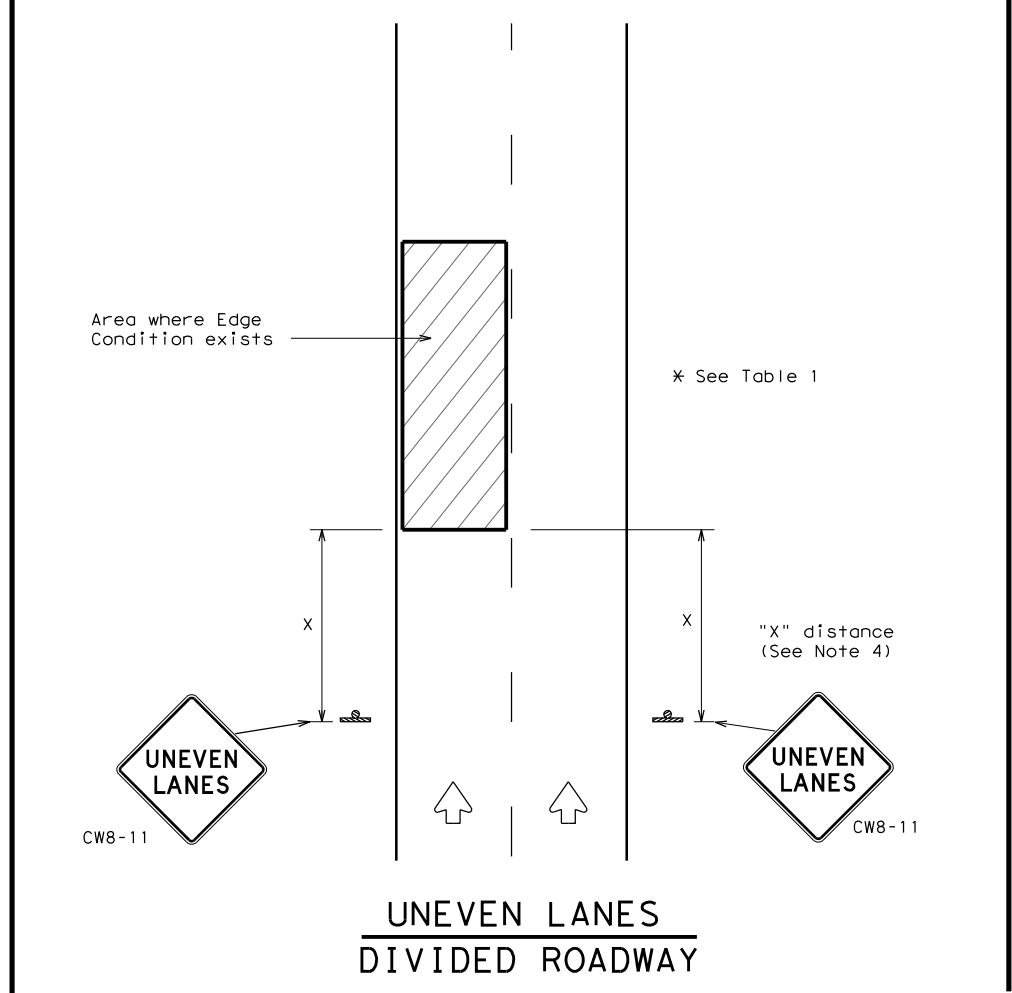 Area where Edge
Condition exists
* See Table 1
X
X
"X" distance
(See Note 4)
UNEVEN
LANES
CW8-11
UNEVEN
LANES
CW8-11
UNEVEN LANES
DIVIDED ROADWAY